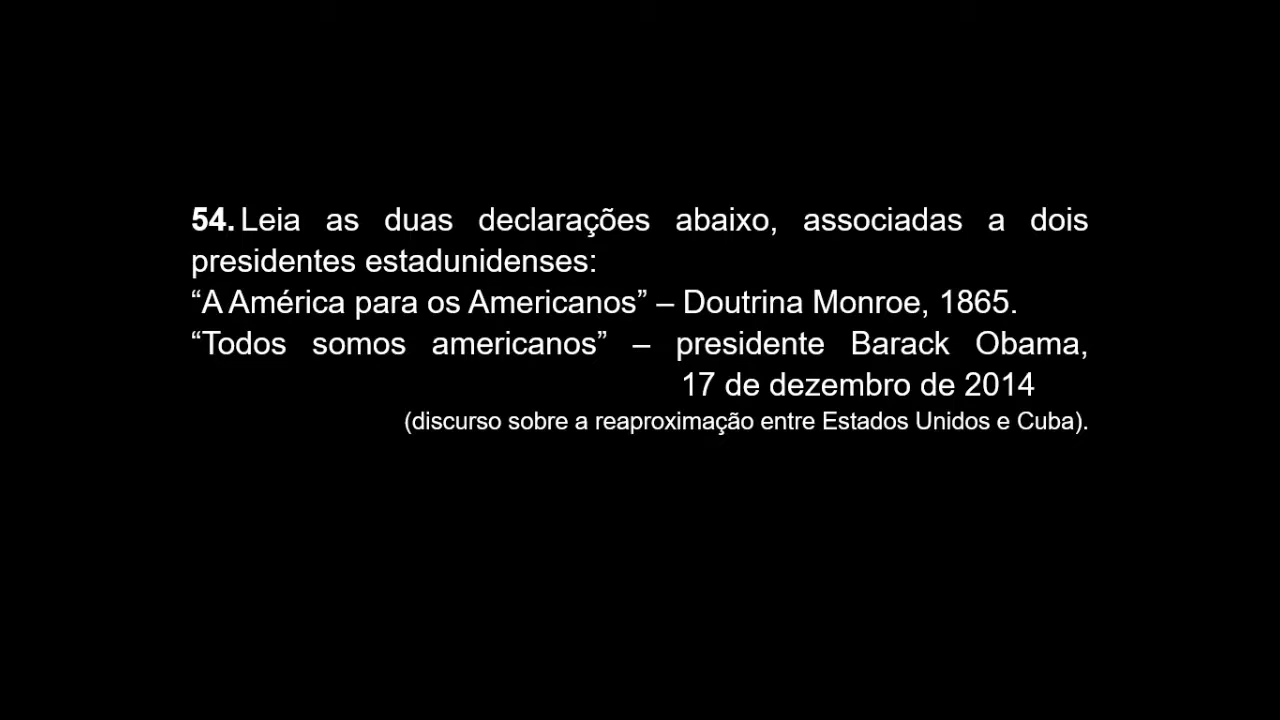 54. Leia as duas declarações abaixo, associadas a dois
presidentes estadunidenses:
“A América para os Americanos” – Doutrina Monroe, 1865.
“Todos somos americanos” – presidente Barack Obama,
17 de dezembro de 2014
(discurso sobre a reaproximação entre Estados Unidos e Cuba).